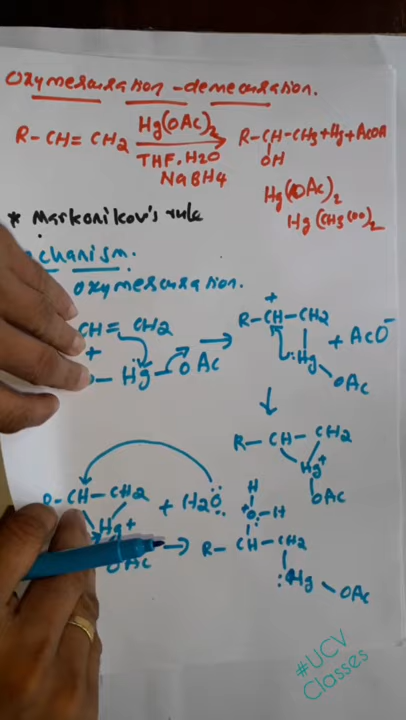 Oxymercuration-demercuration.
R-CH=CH2 Hg(OAc)2 R-CH-CH3+Hg+AcOH
THF.H2O OH
NaBH4
Hg(OAc)2
Hg(CH3COO)2
* Markonikov's rule
chanism.
oxymercuration.
CH=CH2
+
Hg-OAc
+
R-CH-CH2 + AcO-
:Hg
OAc
R-CH-CH2
Hg+
OAc
R-CH-CH2 + H2O
Hg+
OAc
H
+O-H
R-CH-CH2
:Hg-OAc
#UCV
Classes